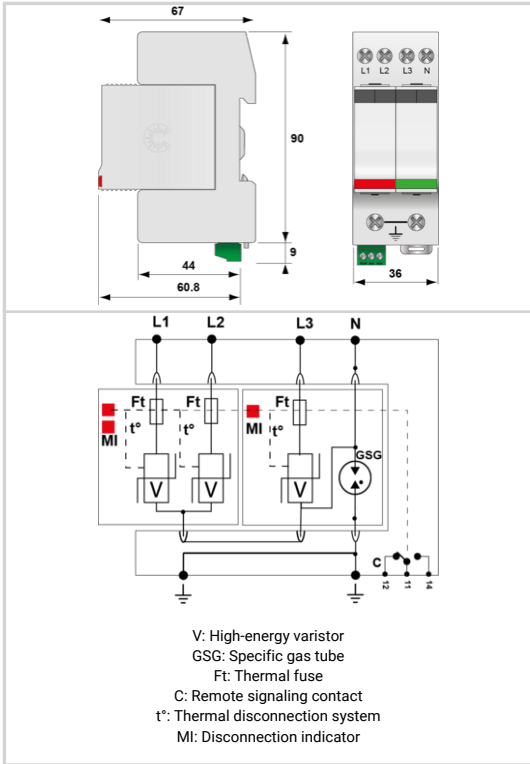 67
90
9
44
60.8
L1 L2 L3 N
36
L1 L2 L3 N
Ft Ft Ft
t° t° t°
MI MI
V V V
GSG
C
12 11 14
V: High-energy varistor
GSG: Specific gas tube
Ft: Thermal fuse
C: Remote signaling contact
t°: Thermal disconnection system
MI: Disconnection indicator